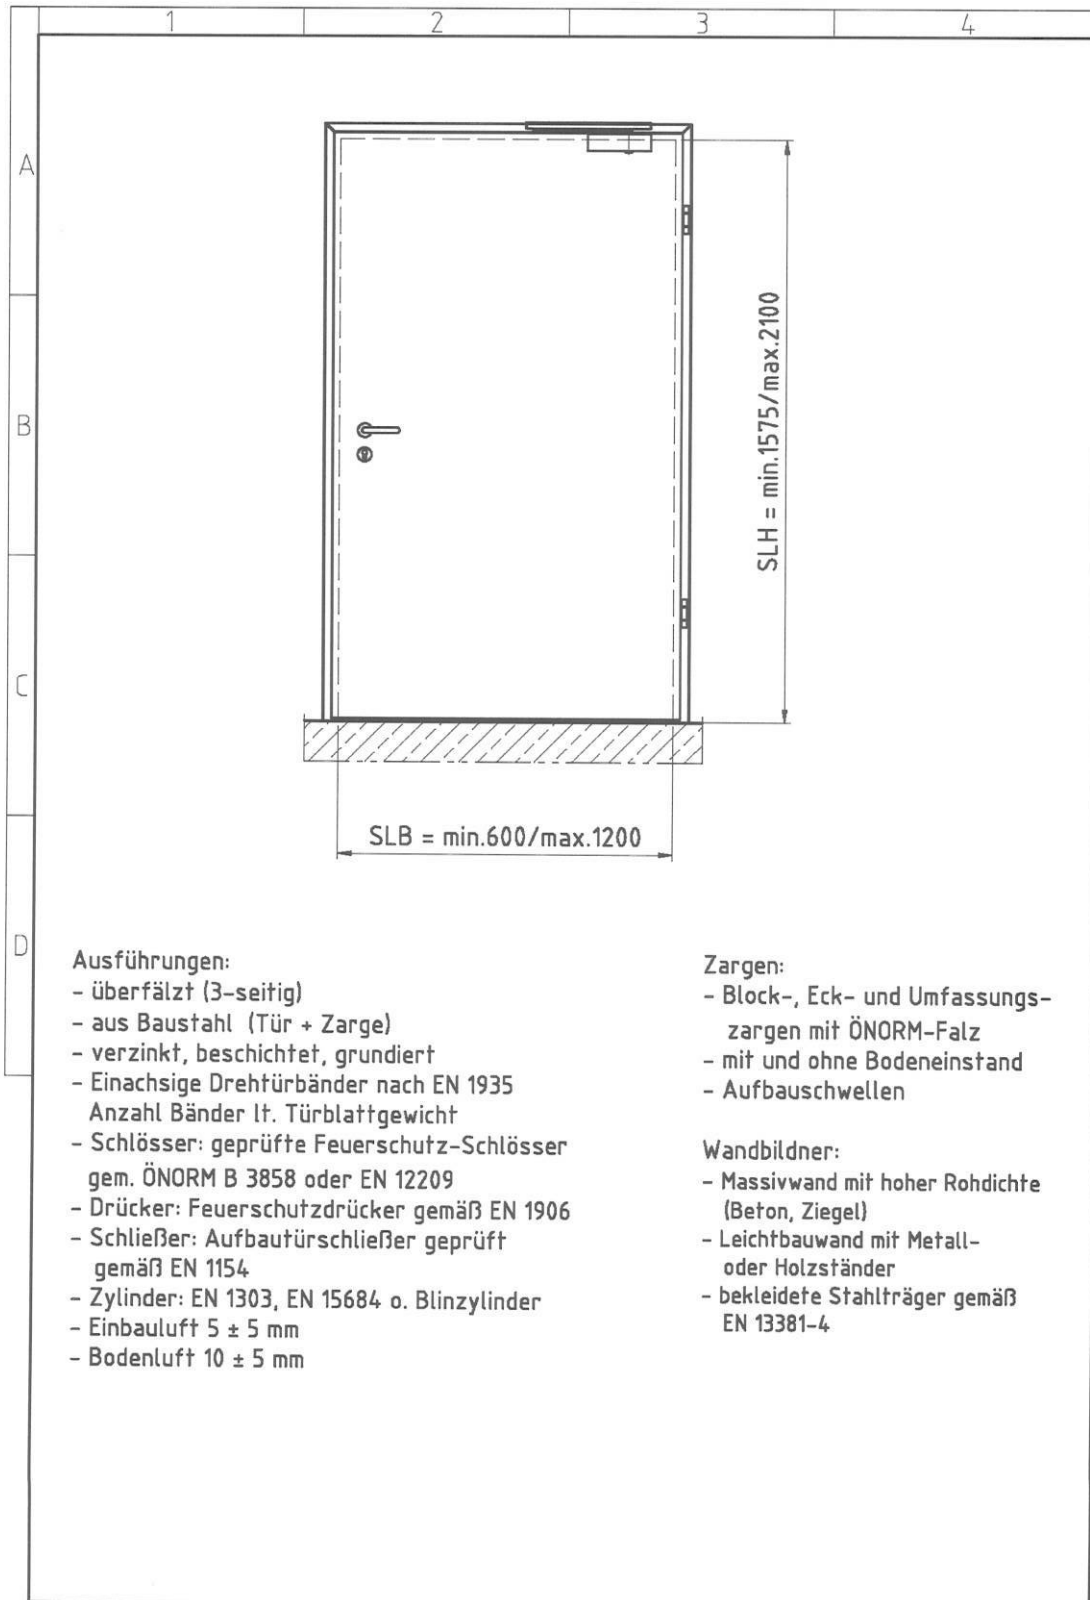 1
2
3
4
A
B
C
D
SLH = min.1575/max.2100
SLB = min.600/max.1200
Ausführungen:
- überfälzt (3-seitig)
- aus Baustahl (Tür + Zarge)
- verzinkt, beschichtet, grundiert
- Einachsige Drehtürbänder nach EN 1935
Anzahl Bänder lt. Türblattgewicht
- Schlösser: geprüfte Feuerschutz-Schlösser
gem. ÖNORM B 3858 oder EN 12209
- Drücker: Feuerschutzdrücker gemäß EN 1906
- Schließer: Aufbautürschließer geprüft
gemäß EN 1154
- Zylinder: EN 1303, EN 15684 o. Blinzylinder
- Einbauluft 5 ± 5 mm
- Bodenluft 10 ± 5 mm
Zargen:
- Block-, Eck- und Umfassungs-
zargen mit ÖNORM-Falz
- mit und ohne Bodeneinstand
- Aufbauschwellen
Wandbildner:
- Massivwand mit hoher Rohdichte
(Beton, Ziegel)
- Leichtbauwand mit Metall-
oder Holzständer
- bekleidete Stahlträger gemäß
EN 13381-4